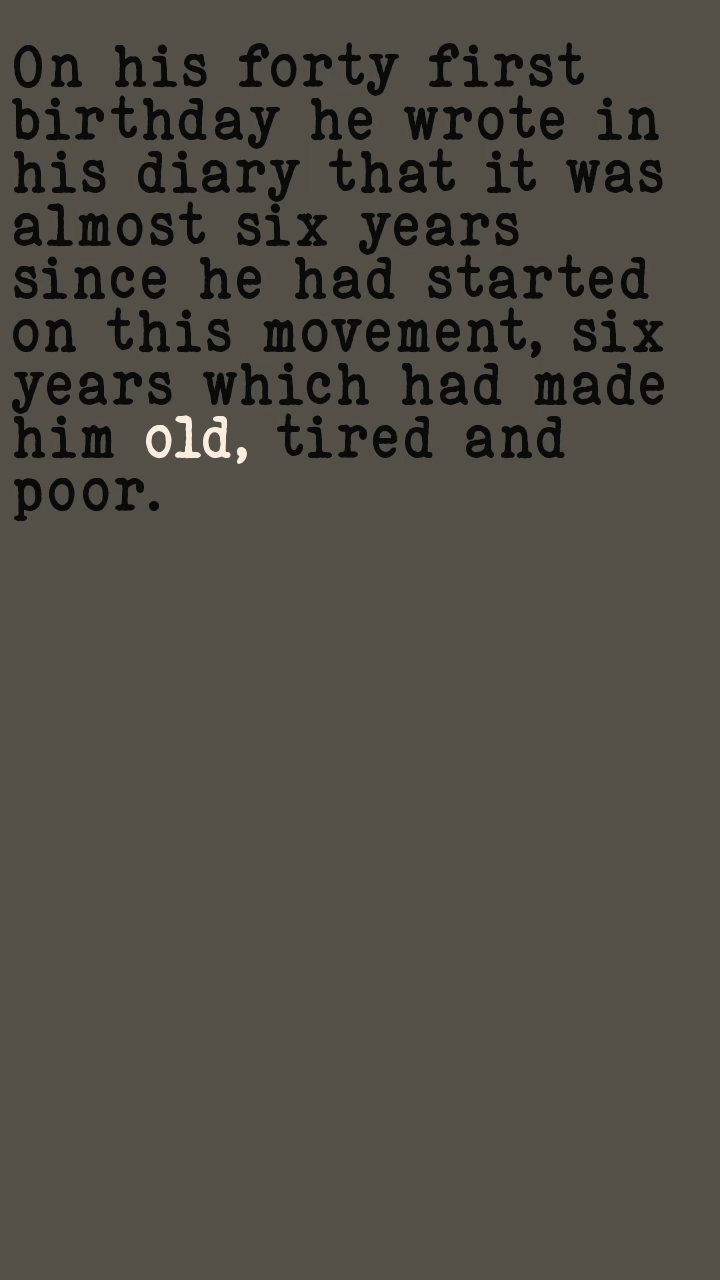 On his forty first
birthday he wrote in
his diary that it was
almost six years
since he had started
on this movement, six
years which had made
him old, tired and
poor.